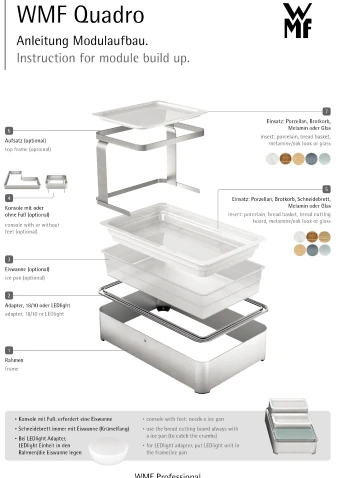 WMF Quadro
WMF
Anleitung Modulaufbau.
Instruction for module build up.
7
Einsatz: Porzellan, Brotkorb,
Melamin oder Glas
insert: porcelain, bread basket,
melamine/oak look or glass
6
Aufsatz (optional)
top frame (optional)
4
Konsole mit oder
ohne Fuß (optional)
console with or without
feet (optional)
5
Einsatz: Porzellan, Brotkorb, Schneidebrett,
Melamin oder Glas
insert: porcelain, bread basket, bread cutting
board, melamine/oak look or glass
3
Eiswanne (optional)
ice pan (optional)
2
Adapter, 18/10 oder LEDlight
adapter, 18/10 or LEDlight
1
Rahmen
frame
• Konsole mit Fuß: erfordert eine Eiswanne
• Schneidebrett immer mit Eiswanne (Krümelfang)
• Bei LEDlight Adapter,
LEDlight Einheit in den
Rahmen/die Eiswanne legen
• console with foot: needs a ice pan
• use the bread cutting board always with
a ice pan (to catch the crumbs)
• for LEDlight adapter, put LEDlight unit in
the frame/ice pan
WMF Professional